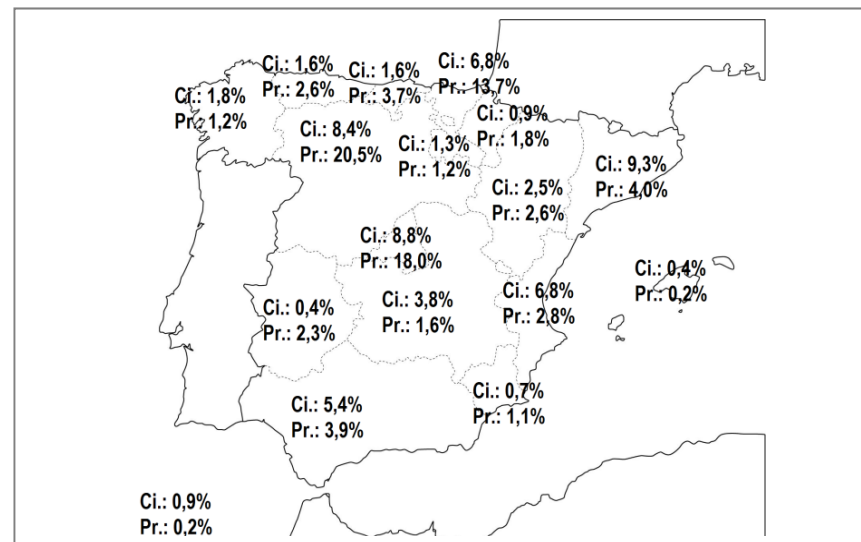 Ci.: 1,6%
Pr.: 2,6%
Ci.: 1,6%
Pr.: 3,7%
Ci.: 6,8%
Pr.: 13,7%
Ci.: 1,8%
Pr.: 1,2%
Ci.: 0,9%
Pr.: 1,8%
Ci.: 8,4%
Pr.: 20,5%
Ci.: 1,3%
Pr.: 1,2%
Ci.: 9,3%
Pr.: 4,0%
Ci.: 2,5%
Pr.: 2,6%
Ci.: 8,8%
Pr.: 18,0%
Ci.: 0,4%
Pr.: 0,2%
Ci.: 6,8%
Pr.: 2,8%
Ci.: 3,8%
Pr.: 1,6%
Ci.: 0,4%
Pr.: 2,3%
Ci.: 0,7%
Pr.: 1,1%
Ci.: 5,4%
Pr.: 3,9%
Ci.: 0,9%
Pr.: 0,2%